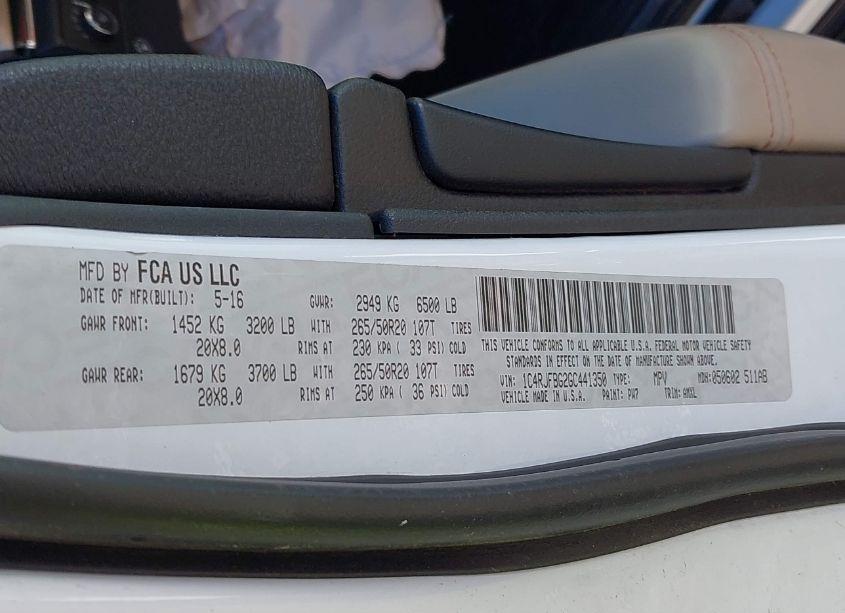 MFD BY FCA US LLC
DATE OF MFR(BUILT): 5-16 GVWR: 2949 KG 6500 LB
GAWR FRONT: 1452 KG 3200 LB WITH 265/50R20 107T TIRES
20X8.0 RIMS AT 230 KPA ( 33 PSI) COLD
GAWR REAR: 1679 KG 3700 LB WITH 265/50R20 107T TIRES
20X8.0 RIMS AT 250 KPA ( 36 PSI) COLD
THIS VEHICLE CONFORMS TO ALL APPLICABLE U.S.A. FEDERAL MOTOR VEHICLE SAFETY
STANDARDS IN EFFECT ON THE DATE OF MANUFACTURE SHOWN ABOVE.
VIN: 1C4RJFBG2GC441350 TYPE: MPV MDH: 050602 511AB
VEHICLE MADE IN U.S.A. PAINT: PW7 TRIM: